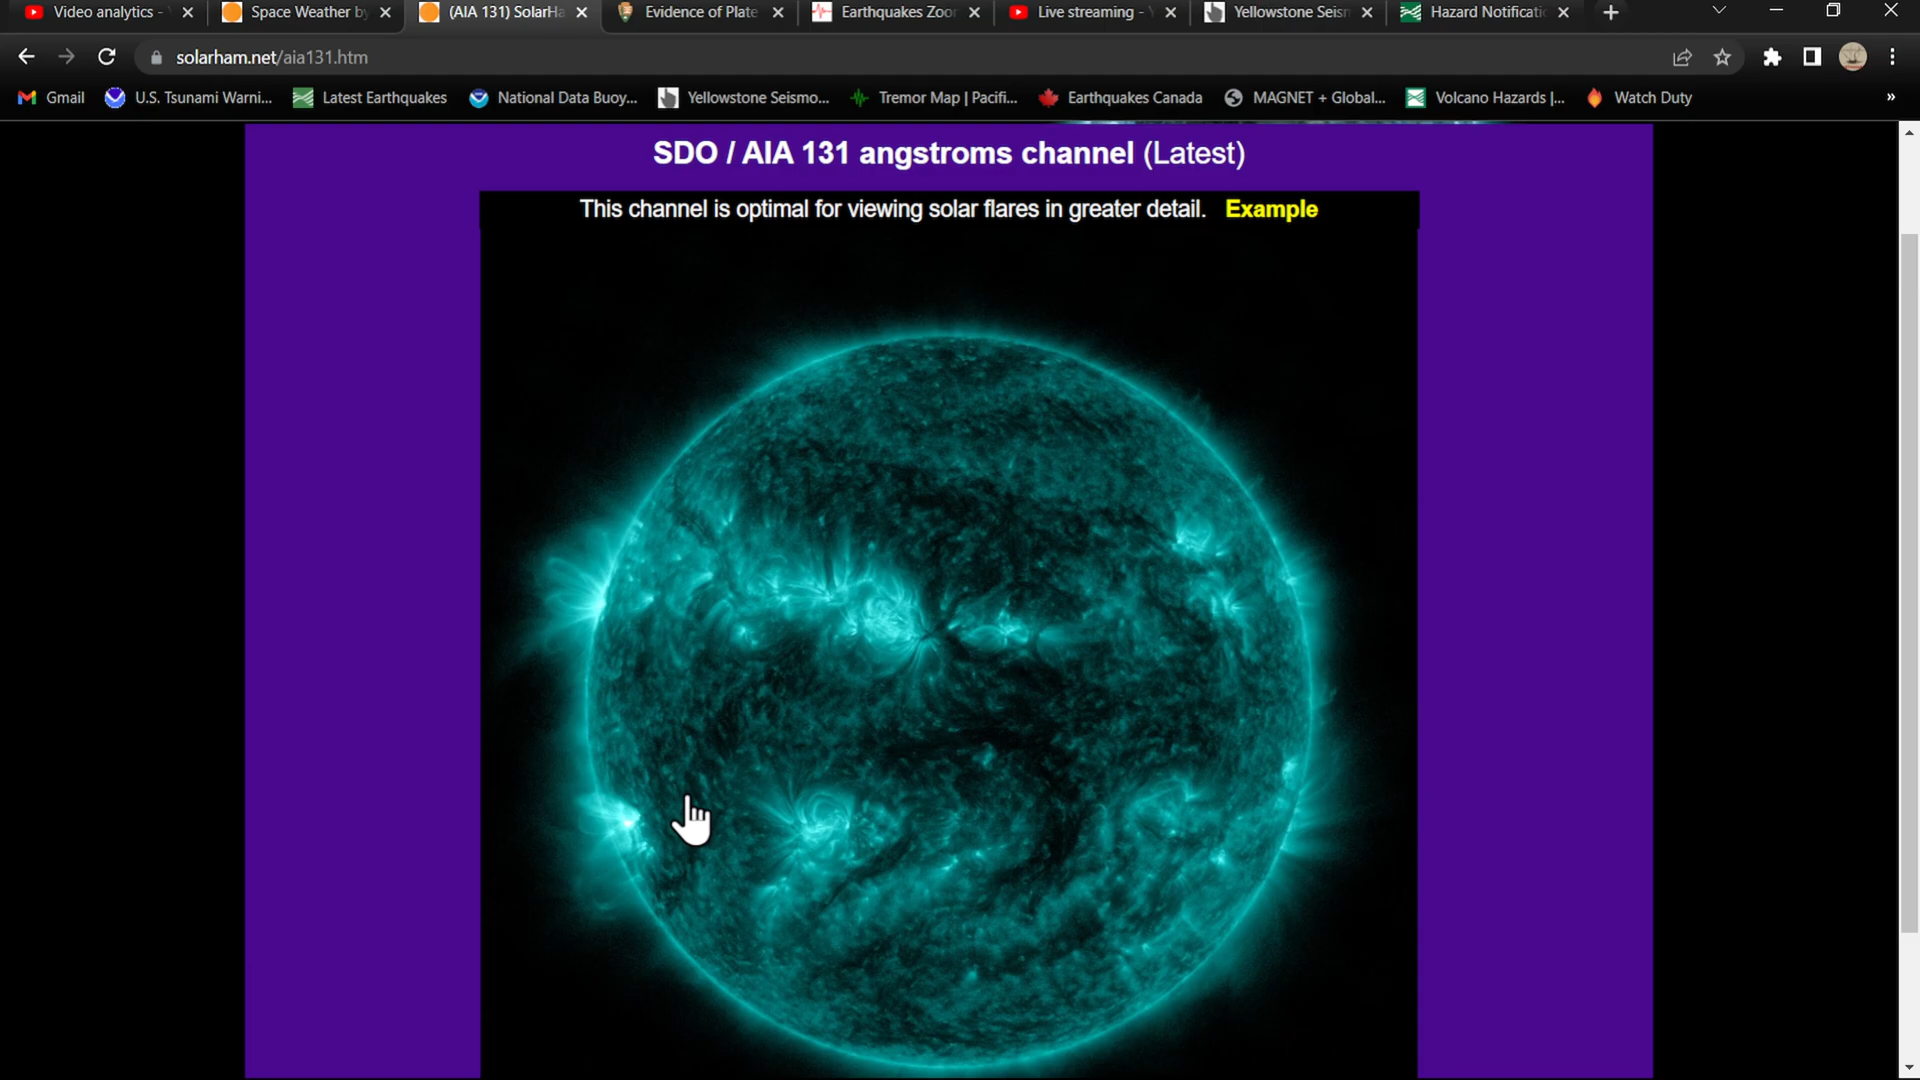 Video analytics -
Space Weather by
(AIA 131) SolarHa
Evidence of Plate
Earthquakes Zoo
Live streaming -
Yellowstone Seism
Hazard Notificati
solarham.net/aia131.htm
Gmail
U.S. Tsunami Warni...
Latest Earthquakes
National Data Buoy...
Yellowstone Seismo...
Tremor Map | Pacifi...
Earthquakes Canada
MAGNET + Global...
Volcano Hazards |...
Watch Duty
»
SDO / AIA 131 angstroms channel (Latest)
This channel is optimal for viewing solar flares in greater detail. Example